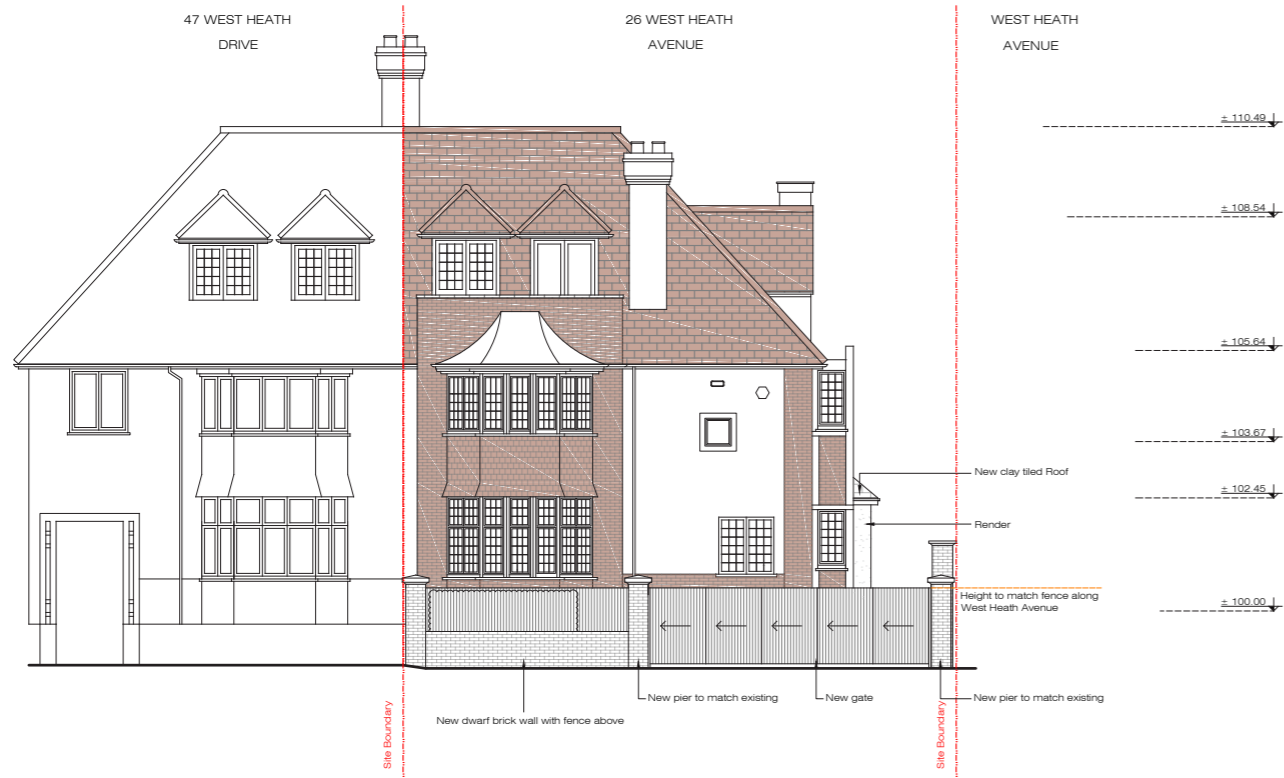 47 WEST HEATH
DRIVE
26 WEST HEATH
AVENUE
WEST HEATH
AVENUE
± 110.49
± 108.54
± 105.64
± 103.67
New clay tiled Roof
± 102.45
Render
Height to match fence along
West Heath Avenue
± 100.00
New pier to match existing
New gate
New pier to match existing
New dwarf brick wall with fence above
Site Boundary
Site Boundary